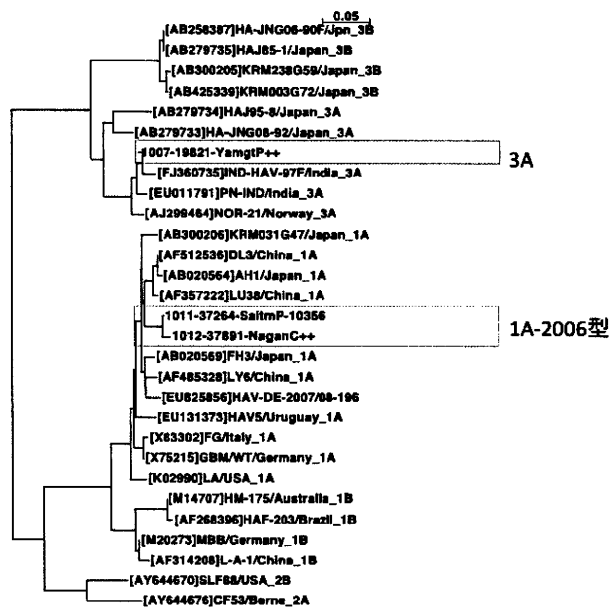 0.05
[AB258387]HA-JNG06-90F/Jpn_3B
[AB279735]HAJ85-1/Japan_3B
[AB300205]KRM238G59/Japan_3B
[AB425339]KRM003G72/Japan_3B
[AB279734]HAJ95-8/Japan_3A
[AB279733]HA-JNG08-92/Japan_3A
1007-19821-YamgtP++
3A
[FJ360735]IND-HAV-97F/India_3A
[EU011791]PN-IND/India_3A
[AJ299464]NOR-21/Norway_3A
[AB300206]KRM031G47/Japan_1A
[AF512536]DL3/China_1A
[AB020564]AH1/Japan_1A
[AF357222]LU38/China_1A
1011-37264-SaitmP-10356
1A-2006型
1012-37891-NaganC++
[AB020569]FH3/Japan_1A
[AF485328]LY6/China_1A
[EU825856]HAV-DE-2007/08-196
[EU131373]HAV5/Uruguay_1A
[X83302]FG/Italy_1A
[X75215]GBM/WT/Germany_1A
[K02990]LA/USA_1A
[M14707]HM-175/Australia_1B
[AF268396]HAF-203/Brazil_1B
[M20273]MBB/Germany_1B
[AF314208]L-A-1/China_1B
[AY644670]SLF88/USA_2B
[AY644676]CF53/Berne_2A